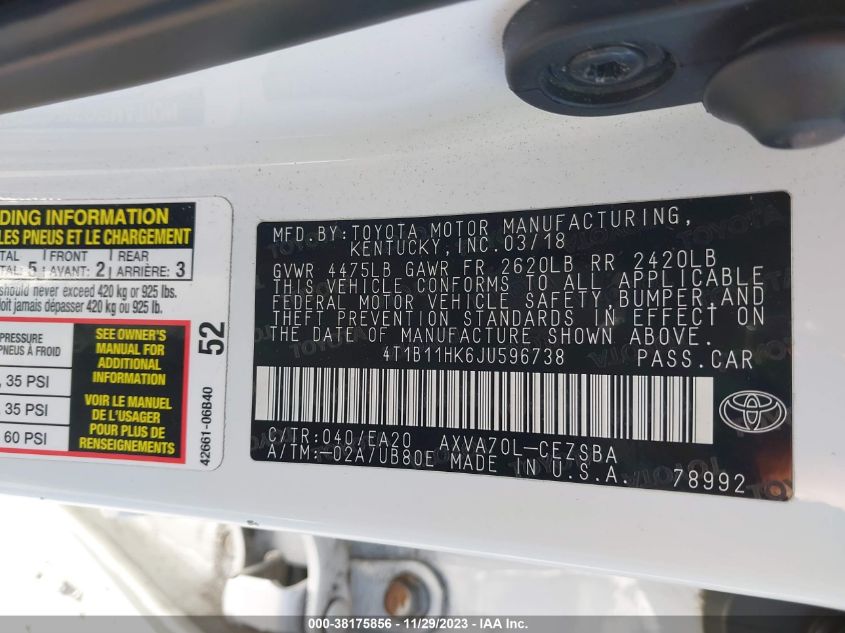 DING INFORMATION
LES PNEUS ET LE CHARGEMENT
TAL FRONT REAR
TAL: 5 AVANT: 2 ARRIÈRE: 3
should never exceed 420 kg or 925 lbs.
doit jamais dépasser 420 kg ou 925 lb.
PRESSURE
PNEUS À FROID
, 35 PSI
, 35 PSI
60 PSI
SEE OWNER'S
MANUAL FOR
ADDITIONAL
INFORMATION
VOIR LE MANUEL
DE L'USAGER
POUR PLUS DE
RENSEIGNEMENTS
52
42661-06B40
MFD.BY:TOYOTA MOTOR MANUFACTURING,
KENTUCKY,INC.03/18
GVWR 4475LB GAWR FR 2620LB RR 2420LB
THIS VEHICLE CONFORMS TO ALL APPLICABLE
FEDERAL MOTOR VEHICLE SAFETY,BUMPER,AND
THEFT PREVENTION STANDARDS IN EFFECT ON
THE DATE OF MANUFACTURE SHOWN ABOVE.
4T1B11HK6JU596738 PASS.CAR
C/TR:040/EA20 AXVA70L-CEZSBA
A/TM:-02A/UB80E MADE IN U.S.A.
78992
000-38175856 - 11/29/2023 - IAAI.COM